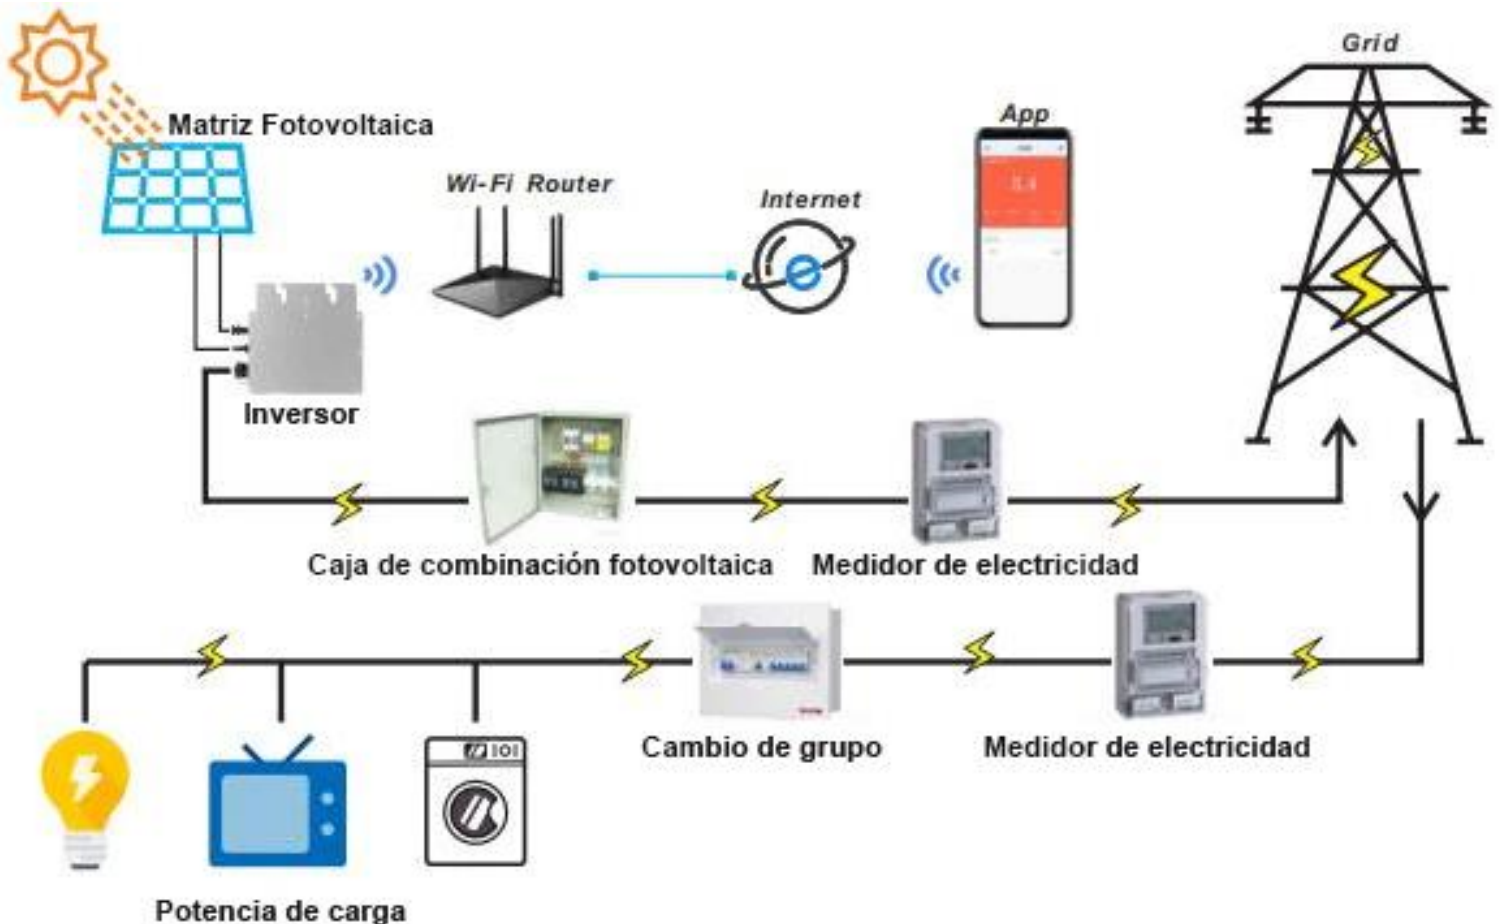 Grid
App
Matriz Fotovoltaica
Wi-Fi Router
Internet
Inversor
Caja de combinación fotovoltaica
Medidor de electricidad
Cambio de grupo
Medidor de electricidad
Potencia de carga